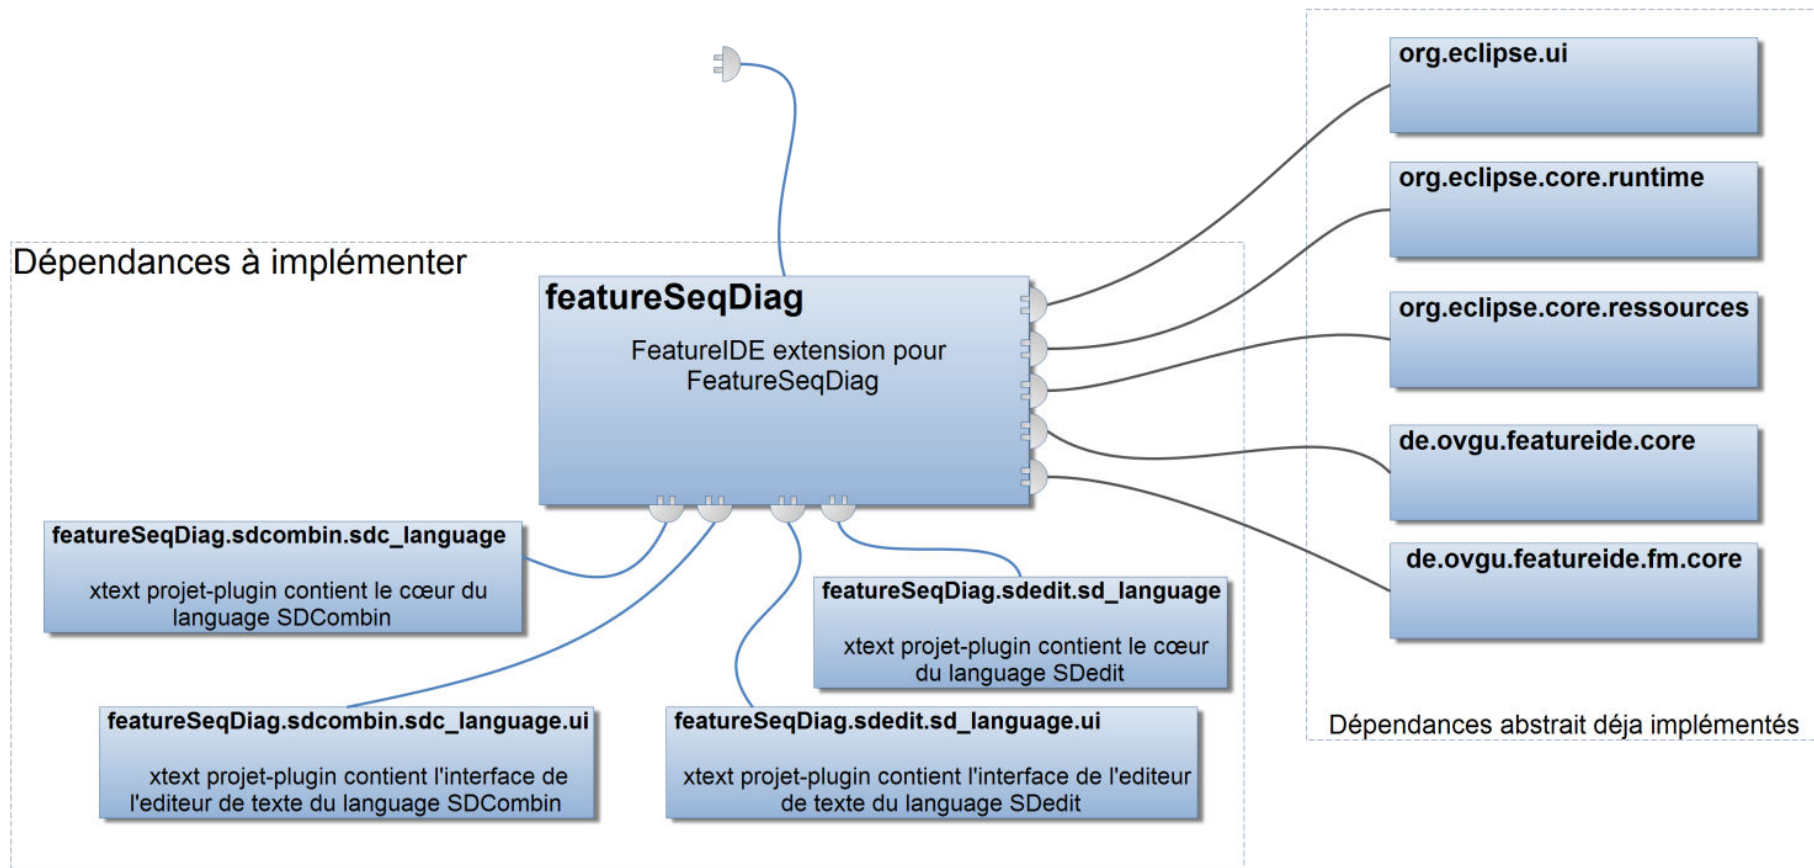 Dépendances à implémenter
featureSeqDiag
FeatureIDE extension pour
FeatureSeqDiag
featureSeqDiag.sdcombin.sdc_language
xtext projet-plugin contient le cœur du
language SDCombin
featureSeqDiag.sdedit.sd_language
xtext projet-plugin contient le cœur
du language SDedit
featureSeqDiag.sdcombin.sdc_language.ui
xtext projet-plugin contient l'interface de
l'editeur de texte du language SDCombin
featureSeqDiag.sdedit.sd_language.ui
xtext projet-plugin contient l'interface de l'editeur
de texte du language SDedit
org.eclipse.ui
org.eclipse.core.runtime
org.eclipse.core.ressources
de.ovgu.featureide.core
de.ovgu.featureide.fm.core
Dépendances abstrait déja implémentés